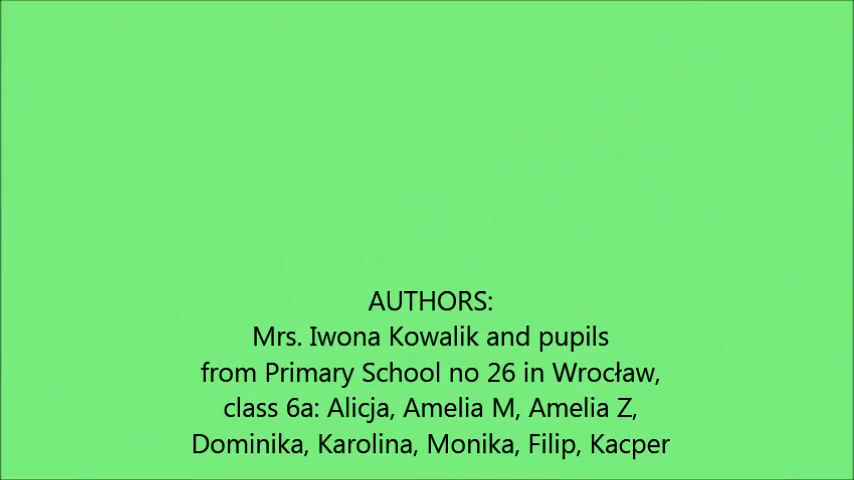 AUTHORS:
Mrs. Iwona Kowalik and pupils
from Primary School no 26 in Wrocław,
class 6a: Alicja, Amelia M, Amelia Z,
Dominika, Karolina, Monika, Filip, Kacper